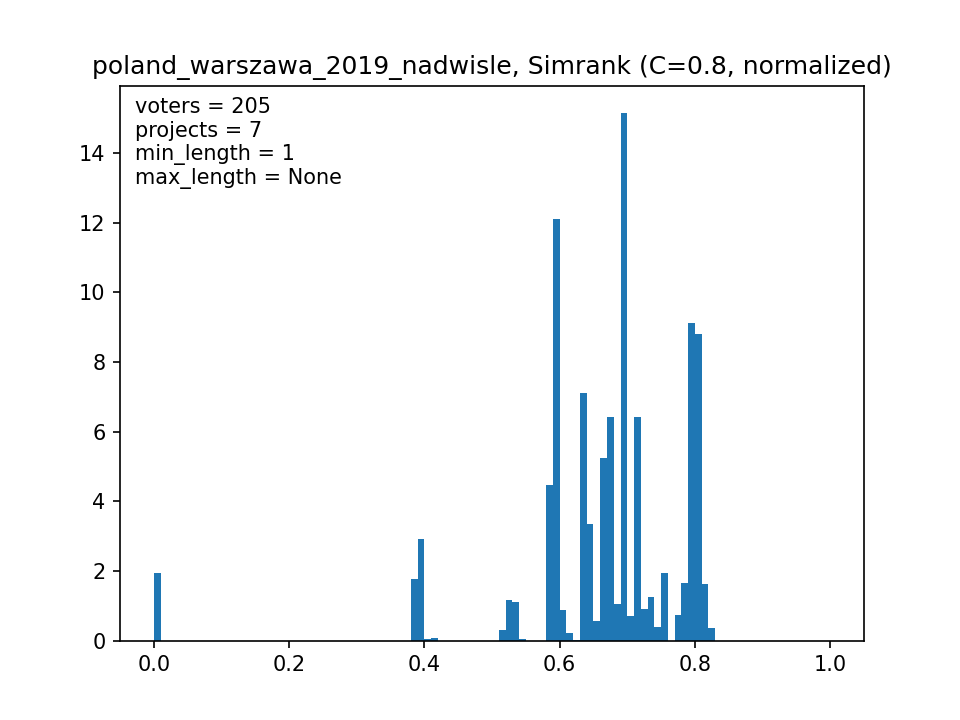 poland_warszawa_2019_nadwisle, Simrank (C=0.8, normalized)
voters = 205
projects = 7
min_length = 1
max_length = None
14
12
10
8
6
4
2
0
0.0 0.2 0.4 0.6 0.8 1.0